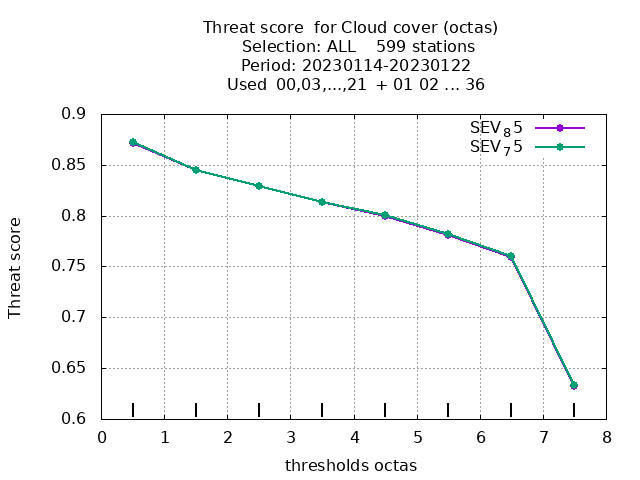 Threat score  for Cloud cover (octas)
Selection: ALL    599 stations
Period: 20230114-20230122
Used  00,03,...,21  + 01 02 ... 36
SEV₈5
SEV₇5
0.9
0.85
0.8
0.75
0.7
0.65
0.6
Threat score
0 1 2 3 4 5 6 7 8
thresholds octas